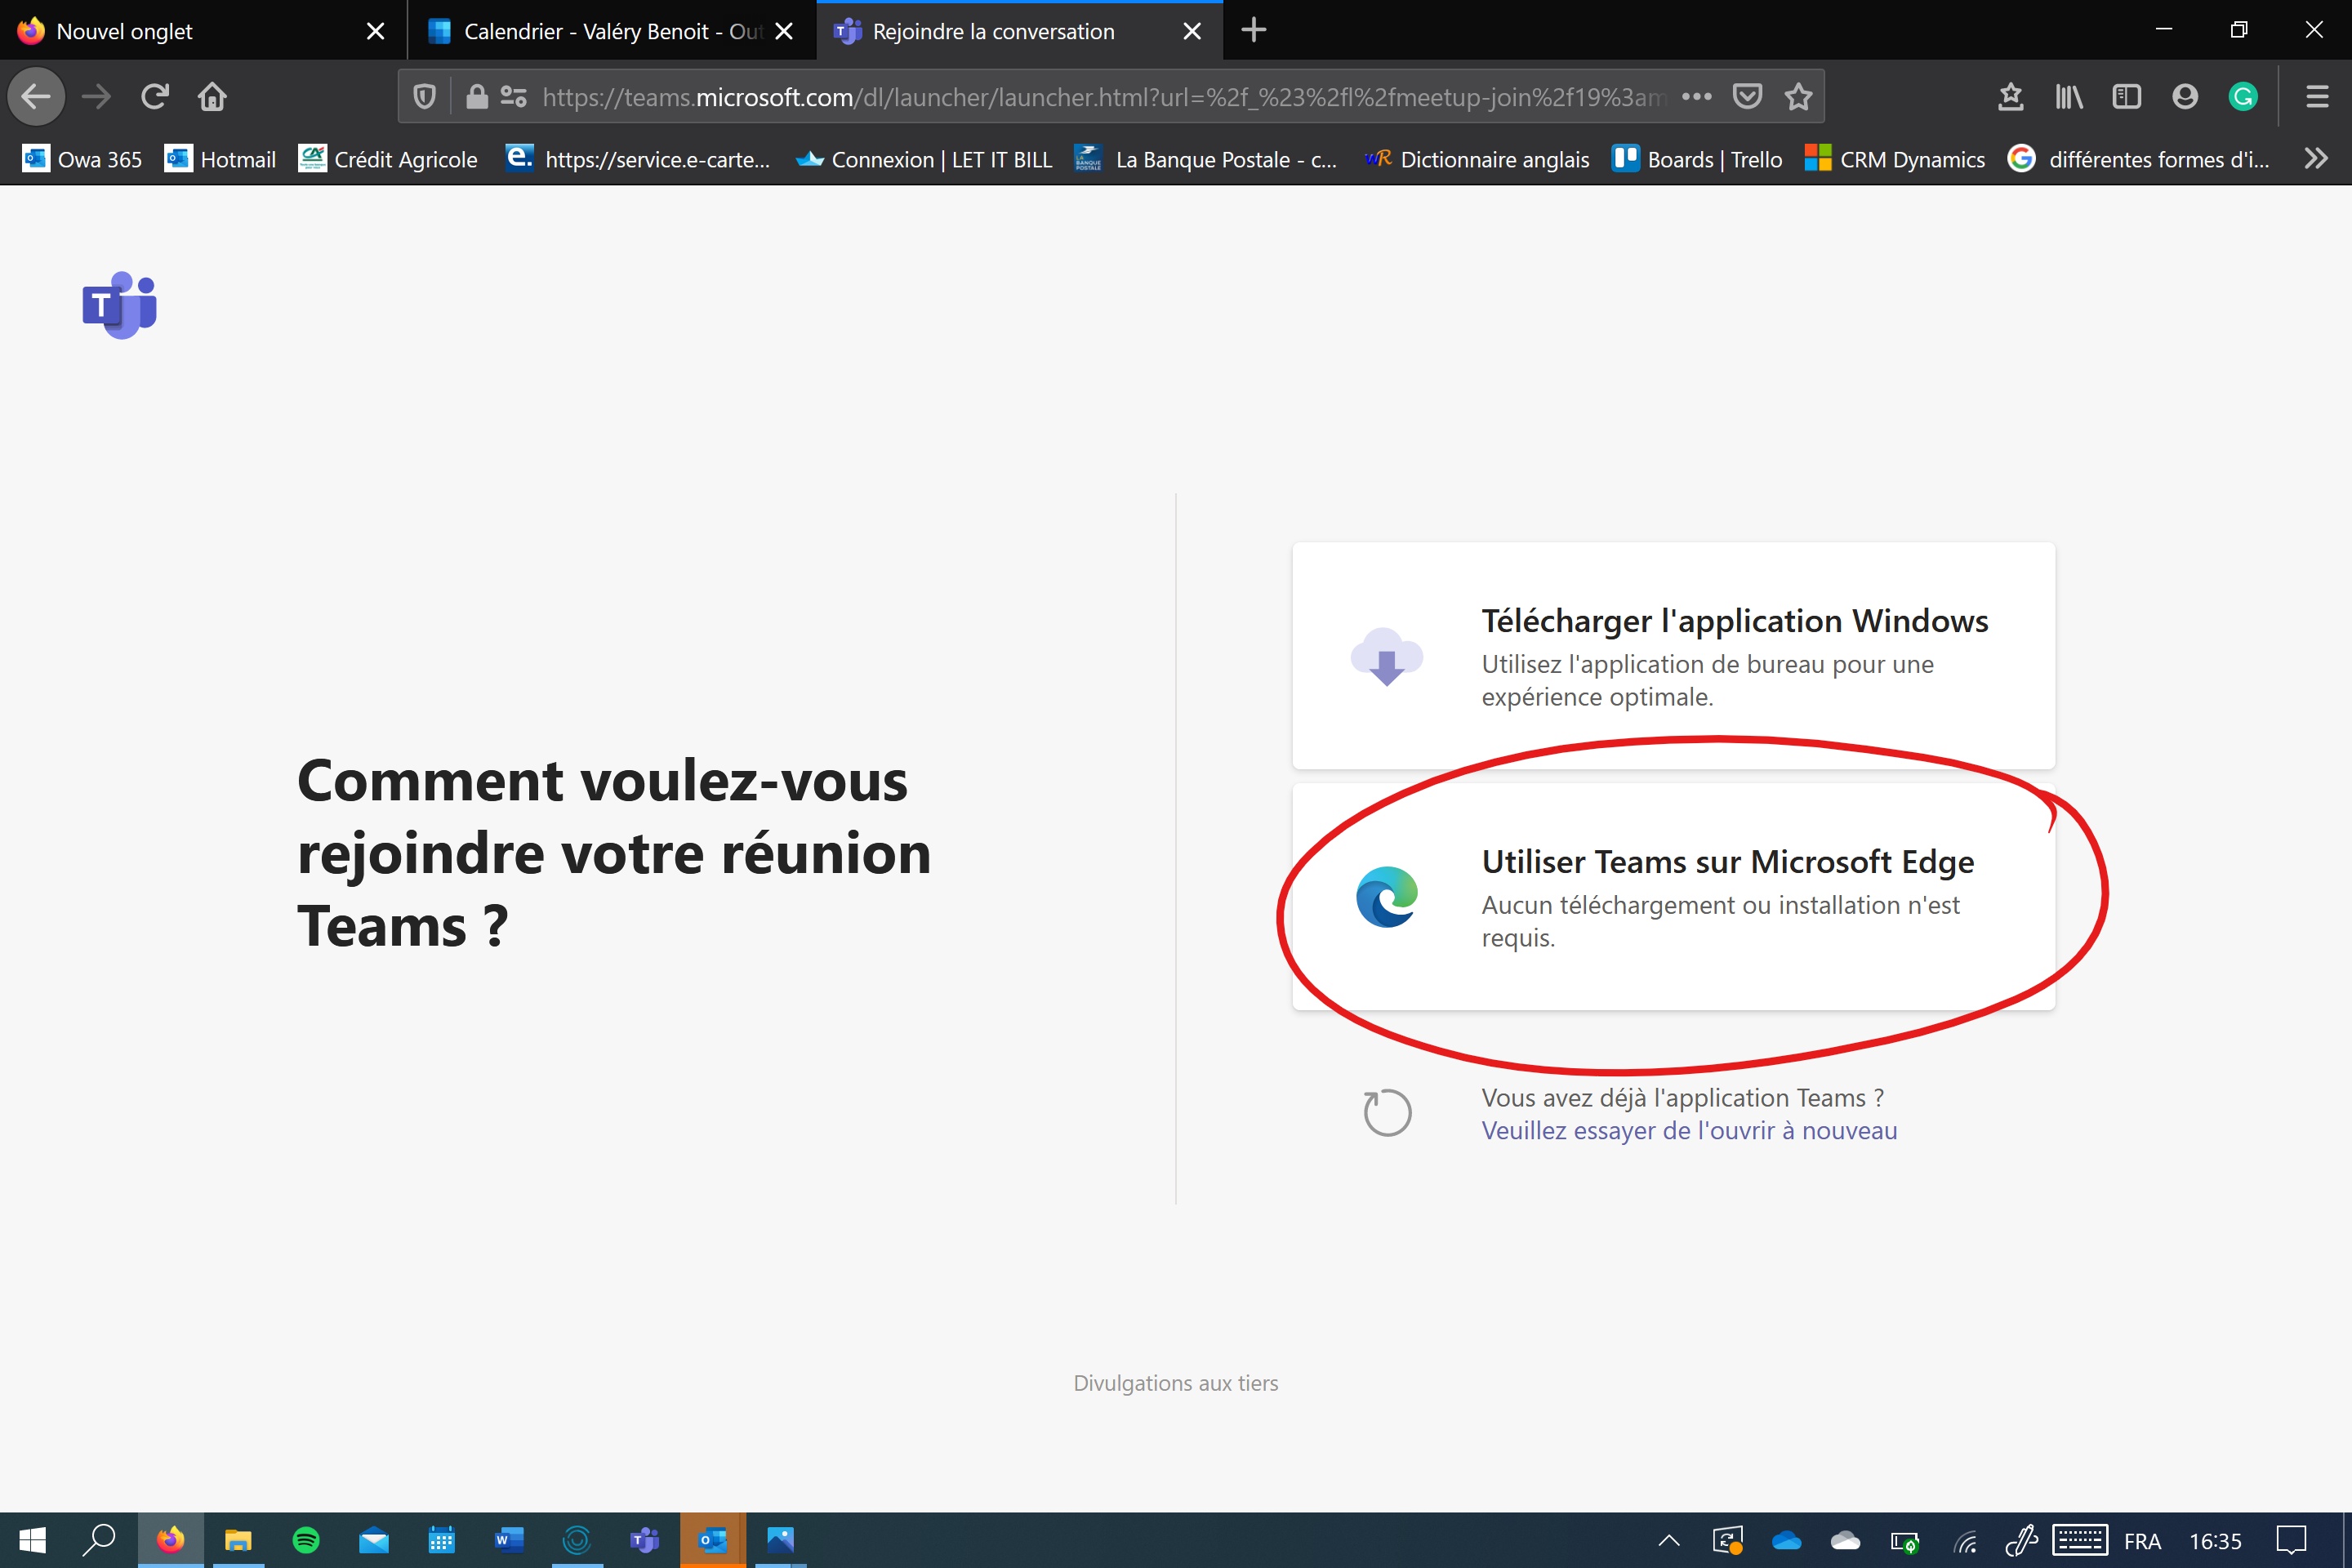 Nouvel onglet
Calendrier - Valéry Benoit - Out
Rejoindre la conversation
https://teams.microsoft.com/dl/launcher/launcher.html?url=%2f_%23%2fl%2fmeetup-join%2f19%3am
Owa 365
Hotmail
Crédit Agricole
https://service.e-carte...
Connexion | LET IT BILL
La Banque Postale - c...
Dictionnaire anglais
Boards | Trello
CRM Dynamics
différentes formes d'i...
T
Télécharger l'application Windows
Utilisez l'application de bureau pour une
expérience optimale.
Comment voulez-vous
rejoindre votre réunion
Teams ?
Utiliser Teams sur Microsoft Edge
Aucun téléchargement ou installation n'est
requis.
Vous avez déjà l'application Teams ?
Veuillez essayer de l'ouvrir à nouveau
Divulgations aux tiers
FRA
16:35